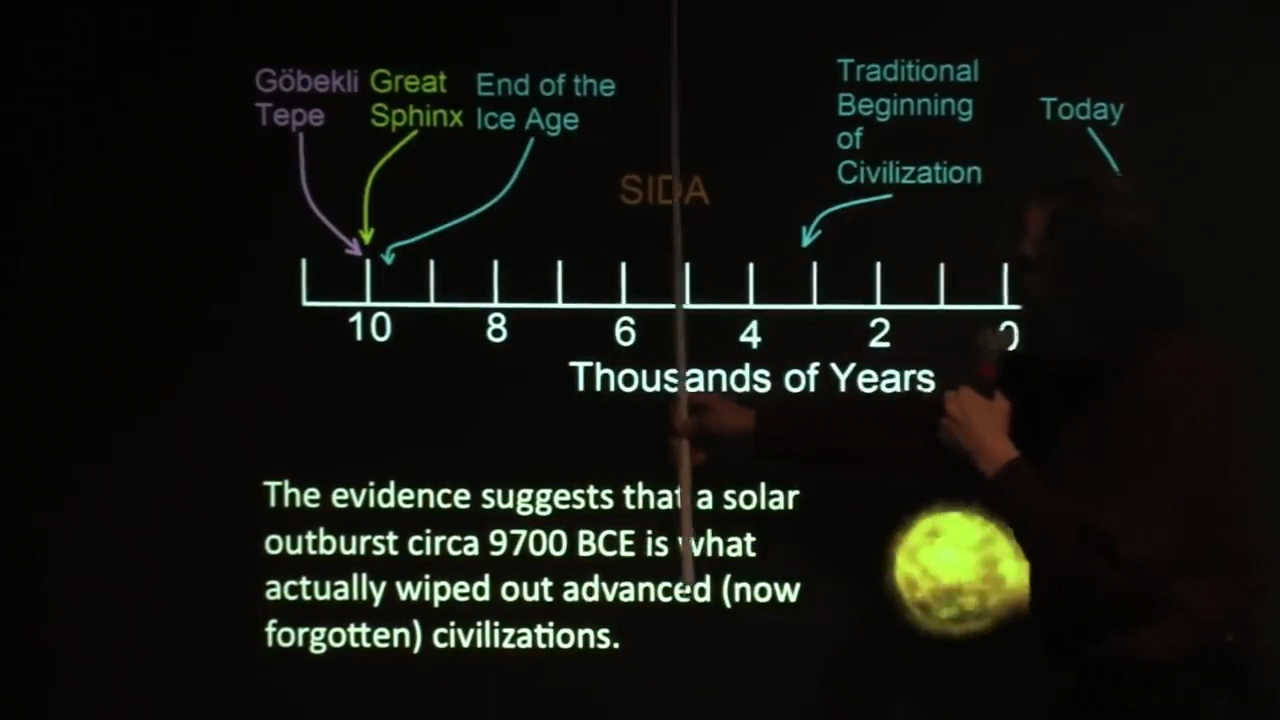 Göbekli
Tepe
Great
Sphinx
End of the
Ice Age
Traditional
Beginning
of
Civilization
Today
SIDA
10 8 6 4 2 0
Thousands of Years
The evidence suggests that a solar
outburst circa 9700 BCE is what
actually wiped out advanced (now
forgotten) civilizations.